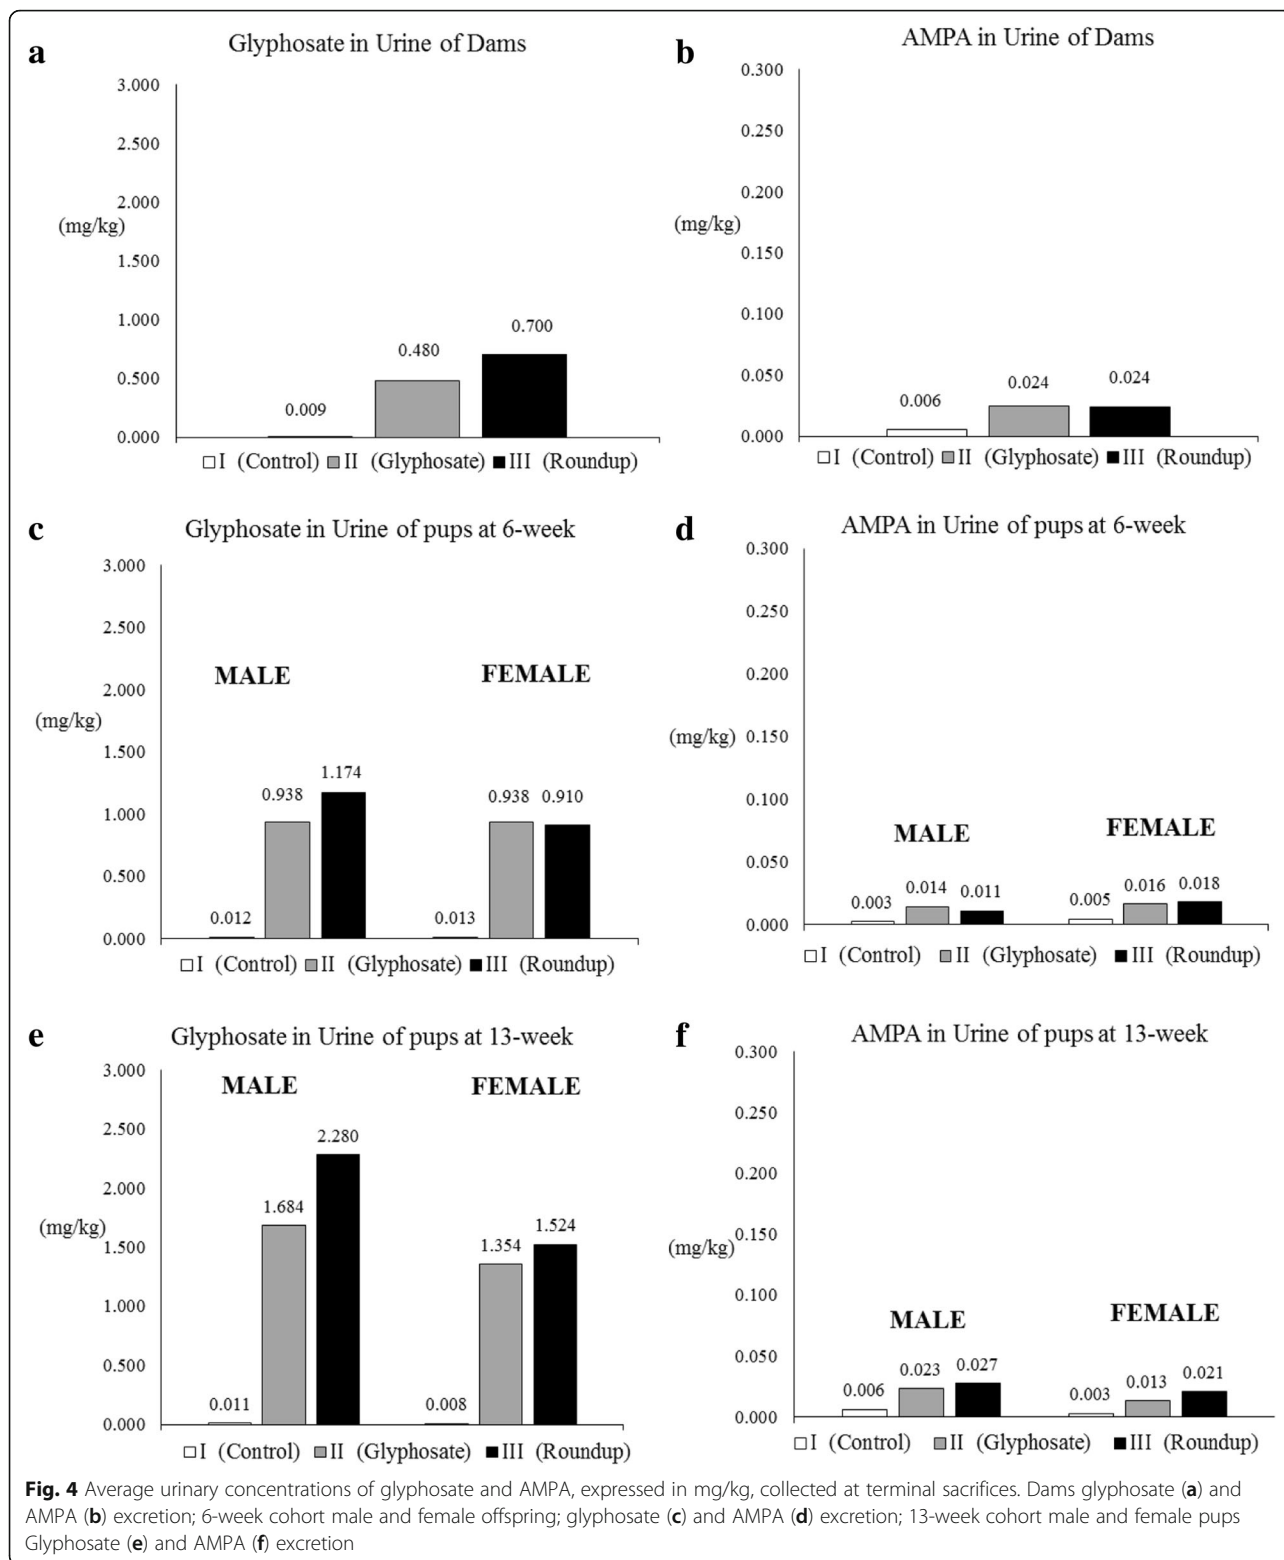 a
Glyphosate in Urine of Dams
3.000
2.500
2.000
(mg/kg)
1.500
1.000
0.500
0.000
0.009
0.480
0.700
I (Control) II (Glyphosate) III (Roundup)
b
AMPA in Urine of Dams
0.300
0.250
0.200
(mg/kg)
0.150
0.100
0.050
0.000
0.006
0.024
0.024
I (Control) II (Glyphosate) III (Roundup)
c
Glyphosate in Urine of pups at 6-week
3.000
2.500
2.000
(mg/kg)
1.500
1.000
0.500
0.000
MALE
FEMALE
0.012
0.938
1.174
0.013
0.938
0.910
I (Control) II (Glyphosate) III (Roundup)
d
AMPA in Urine of pups at 6-week
0.300
0.250
0.200
(mg/kg)
0.150
0.100
0.050
0.000
MALE
FEMALE
0.003
0.014
0.011
0.005
0.016
0.018
I (Control) II (Glyphosate) III (Roundup)
e
Glyphosate in Urine of pups at 13-week
3.000
2.500
2.000
(mg/kg)
1.500
1.000
0.500
0.000
MALE
FEMALE
0.011
1.684
2.280
0.008
1.354
1.524
I (Control) II (Glyphosate) III (Roundup)
f
AMPA in Urine of pups at 13-week
0.300
0.250
0.200
(mg/kg)
0.150
0.100
0.050
0.000
MALE
FEMALE
0.006
0.023
0.027
0.003
0.013
0.021
I (Control) II (Glyphosate) III (Roundup)
Fig. 4 Average urinary concentrations of glyphosate and AMPA, expressed in mg/kg, collected at terminal sacrifices. Dams glyphosate (a) and
AMPA (b) excretion; 6-week cohort male and female offspring; glyphosate (c) and AMPA (d) excretion; 13-week cohort male and female pups
Glyphosate (e) and AMPA (f) excretion